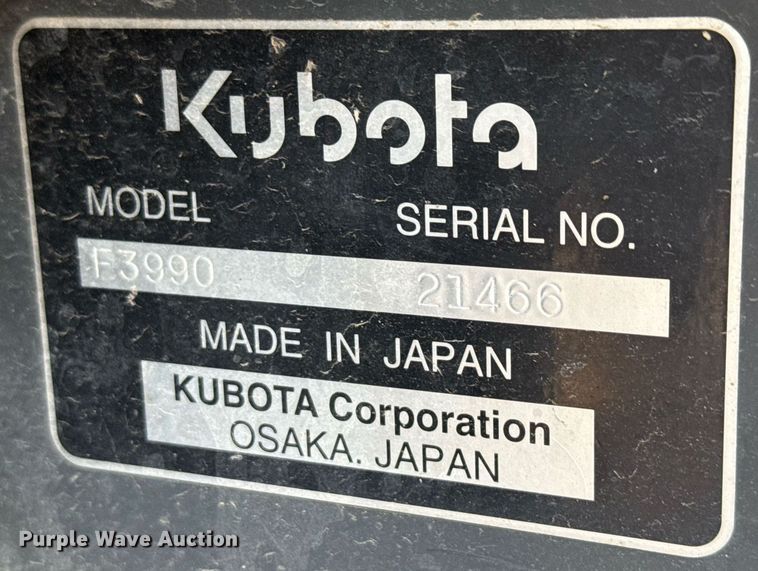 Kubota
MODEL SERIAL NO.
F3990 21466
MADE IN JAPAN
KUBOTA Corporation
OSAKA. JAPAN
Purple Wave Auction